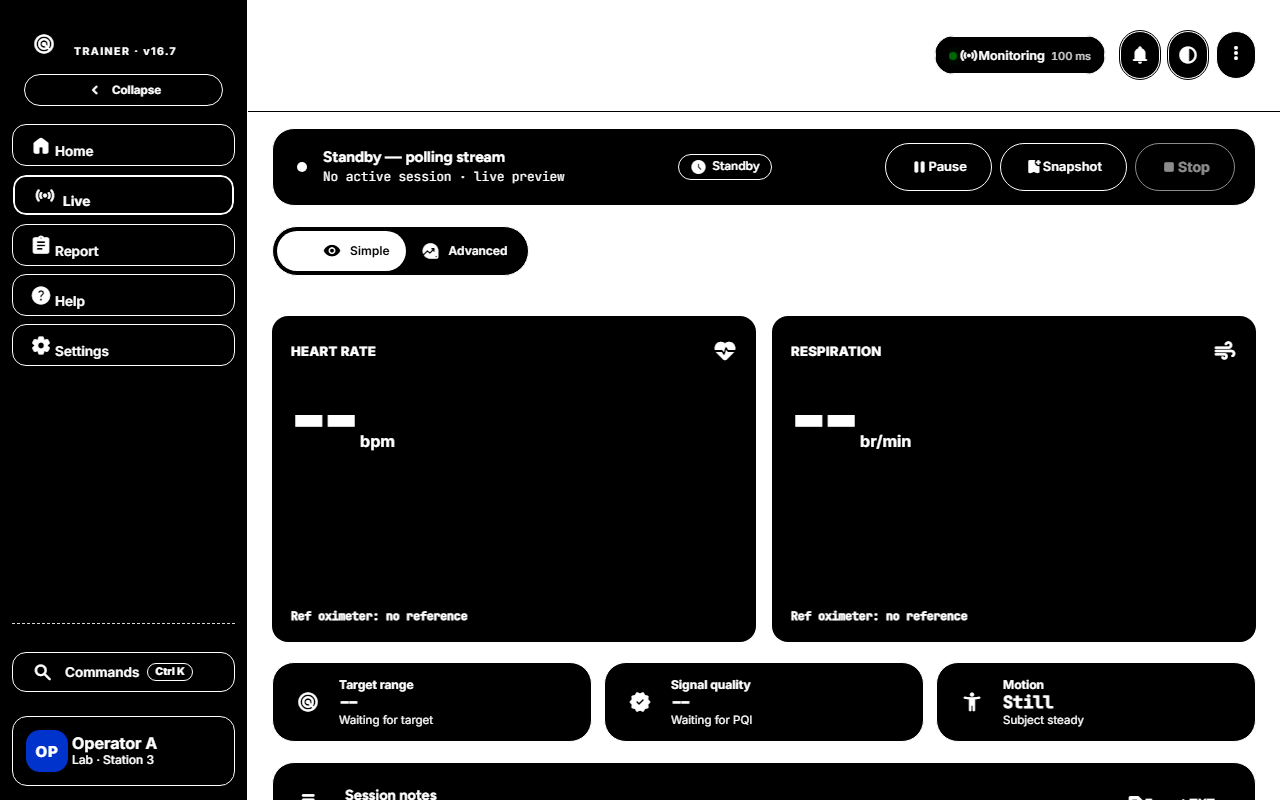 TRAINER · v16.7
Collapse
Home
Live
Report
Help
Settings
Commands Ctrl K
OP
Operator A
Lab · Station 3
Monitoring 100 ms
Standby — polling stream
No active session · live preview
Standby
Pause
Snapshot
Stop
Simple
Advanced
HEART RATE
-- bpm
Ref oximeter: no reference
RESPIRATION
-- br/min
Ref oximeter: no reference
Target range
--
Waiting for target
Signal quality
--
Waiting for PQI
Motion
Still
Subject steady
Session notes